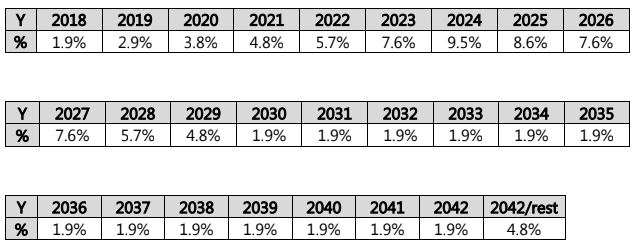 Y 2018 2019 2020 2021 2022 2023 2024 2025 2026
% 1.9% 2.9% 3.8% 4.8% 5.7% 7.6% 9.5% 8.6% 7.6%
Y 2027 2028 2029 2030 2031 2032 2033 2034 2035
% 7.6% 5.7% 4.8% 1.9% 1.9% 1.9% 1.9% 1.9% 1.9%
Y 2036 2037 2038 2039 2040 2041 2042 2042/rest
% 1.9% 1.9% 1.9% 1.9% 1.9% 1.9% 1.9% 4.8%